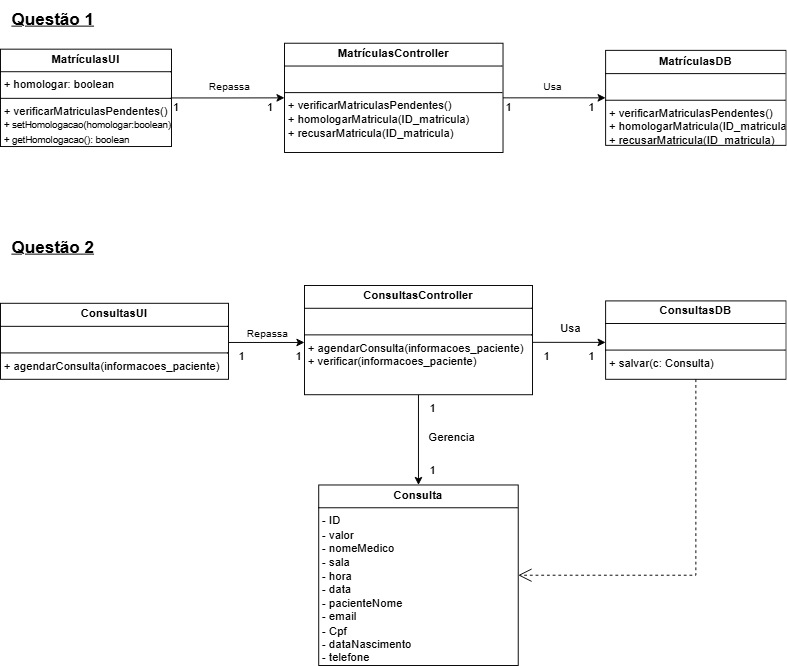 Questão 1
MatrículasUI
+ homologar: boolean
+ verificarMatriculasPendentes()
+ setHomologacao(homologar:boolean)
+ getHomologacao(): boolean
Repassa
1
1
MatrículasController
+ verificarMatriculasPendentes()
+ homologarMatricula(ID_matricula)
+ recusarMatricula(ID_matricula)
Usa
1
1
MatrículasDB
+ verificarMatriculasPendentes()
+ homologarMatricula(ID_matricula
+ recusarMatricula(ID_matricula)
Questão 2
ConsultasUI
+ agendarConsulta(informacoes_paciente)
Repassa
1
1
ConsultasController
+ agendarConsulta(informacoes_paciente)
+ verificar(informacoes_paciente)
Usa
1
1
ConsultasDB
+ salvar(c: Consulta)
1
Gerencia
1
Consulta
- ID
- valor
- nomeMedico
- sala
- hora
- data
- pacienteNome
- email
- Cpf
- dataNascimento
- telefone